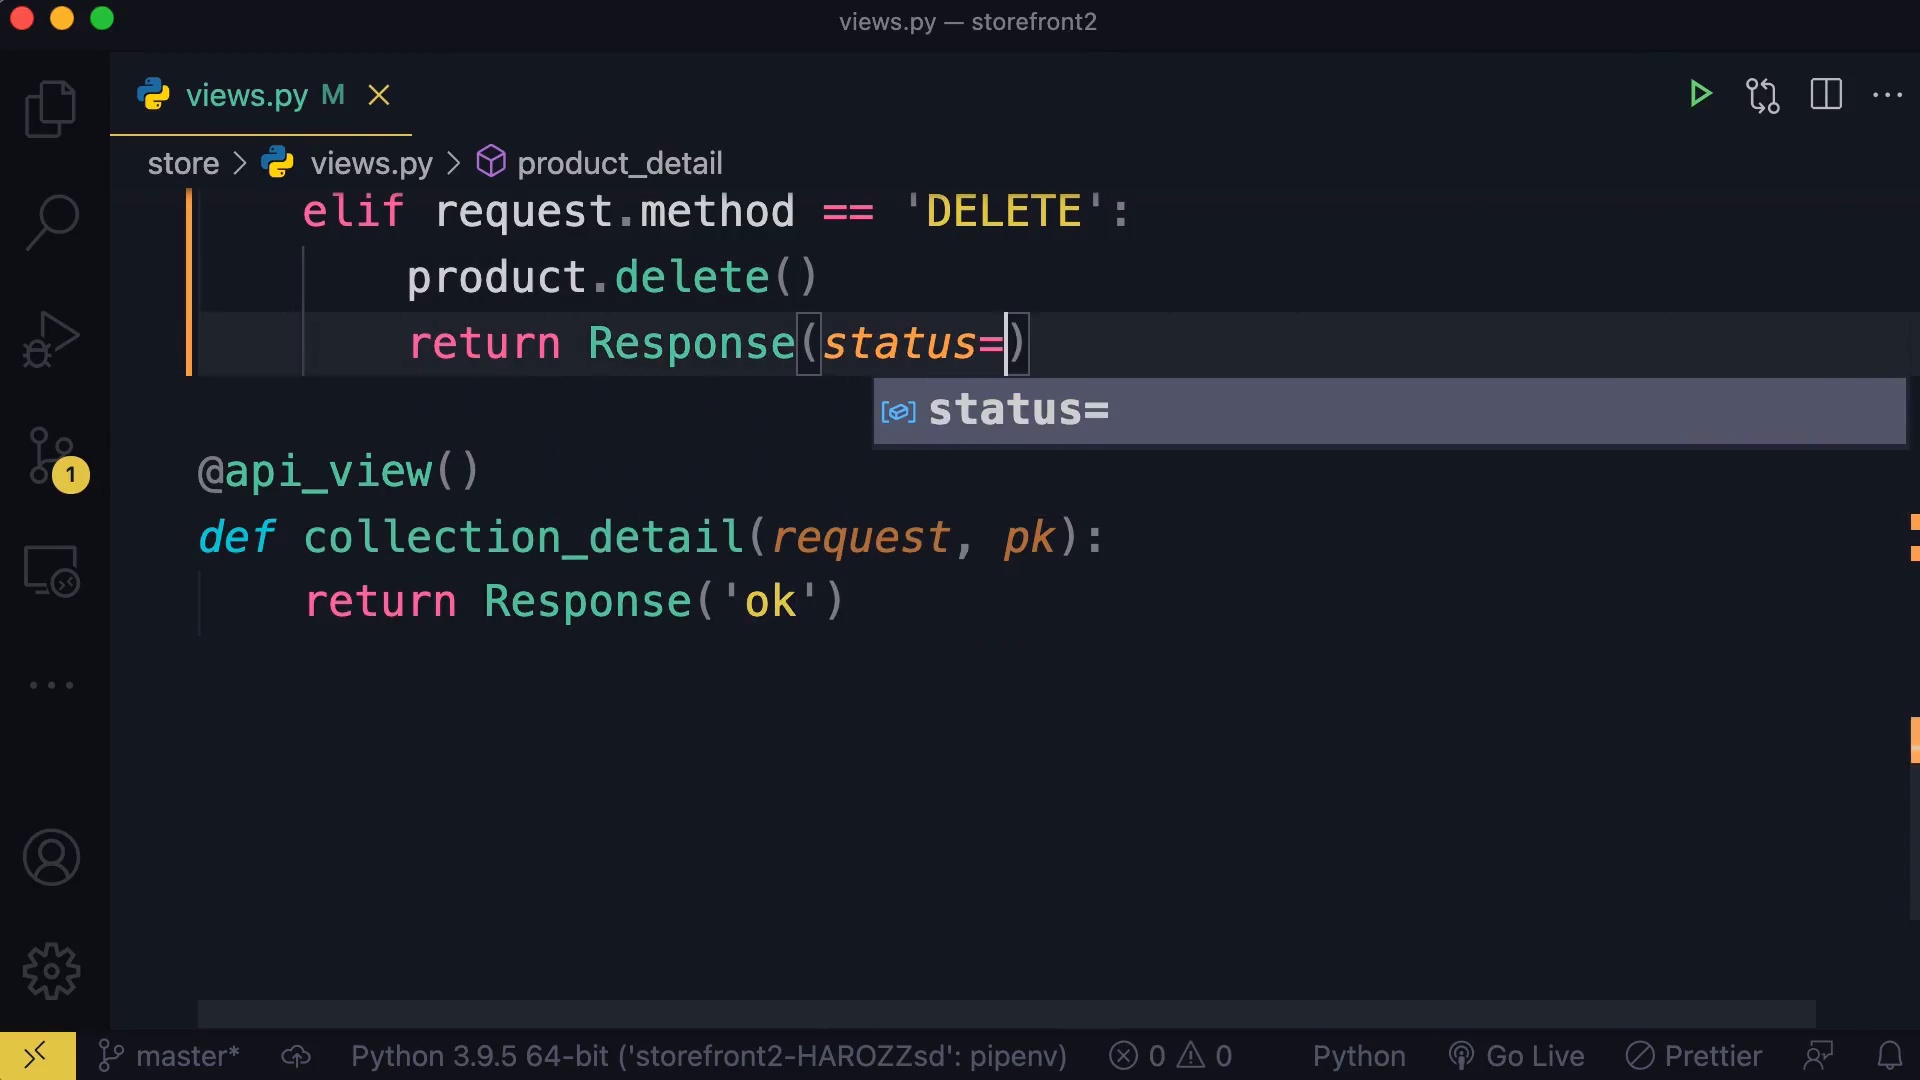 views.py — storefront2
views.py M
store > views.py > product_detail
elif request.method == 'DELETE':
product.delete()
return Response(status=)
status=
@api_view()
def collection_detail(request, pk):
return Response('ok')
1
master* Python 3.9.5 64-bit ('storefront2-HAROZZsd': pipenv) 0 0 Python Go Live Prettier